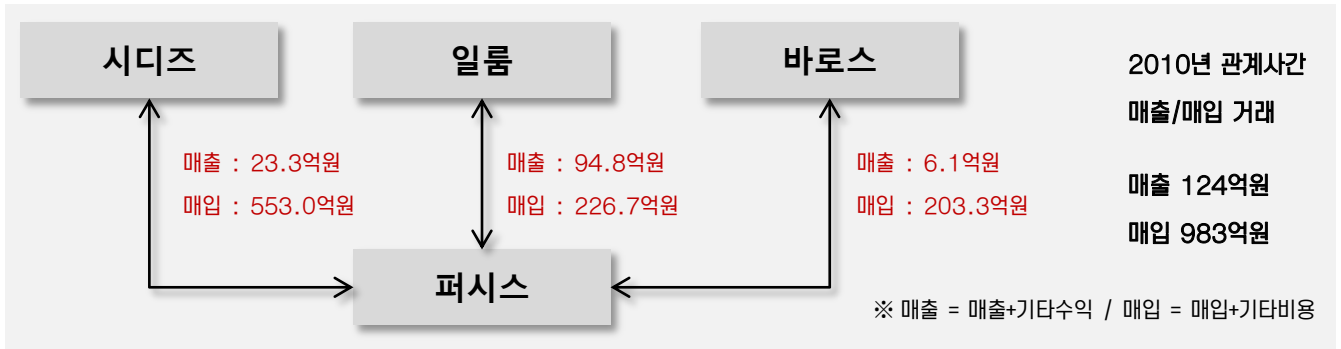 시디즈
일룸
바로스
2010년 관계사간
매출/매입 거래
매출 : 23.3억원
매입 : 553.0억원
매출 : 94.8억원
매입 : 226.7억원
매출 : 6.1억원
매입 : 203.3억원
매출 124억원
매입 983억원
퍼시스
※ 매출 = 매출+기타수익 / 매입 = 매입+기타비용